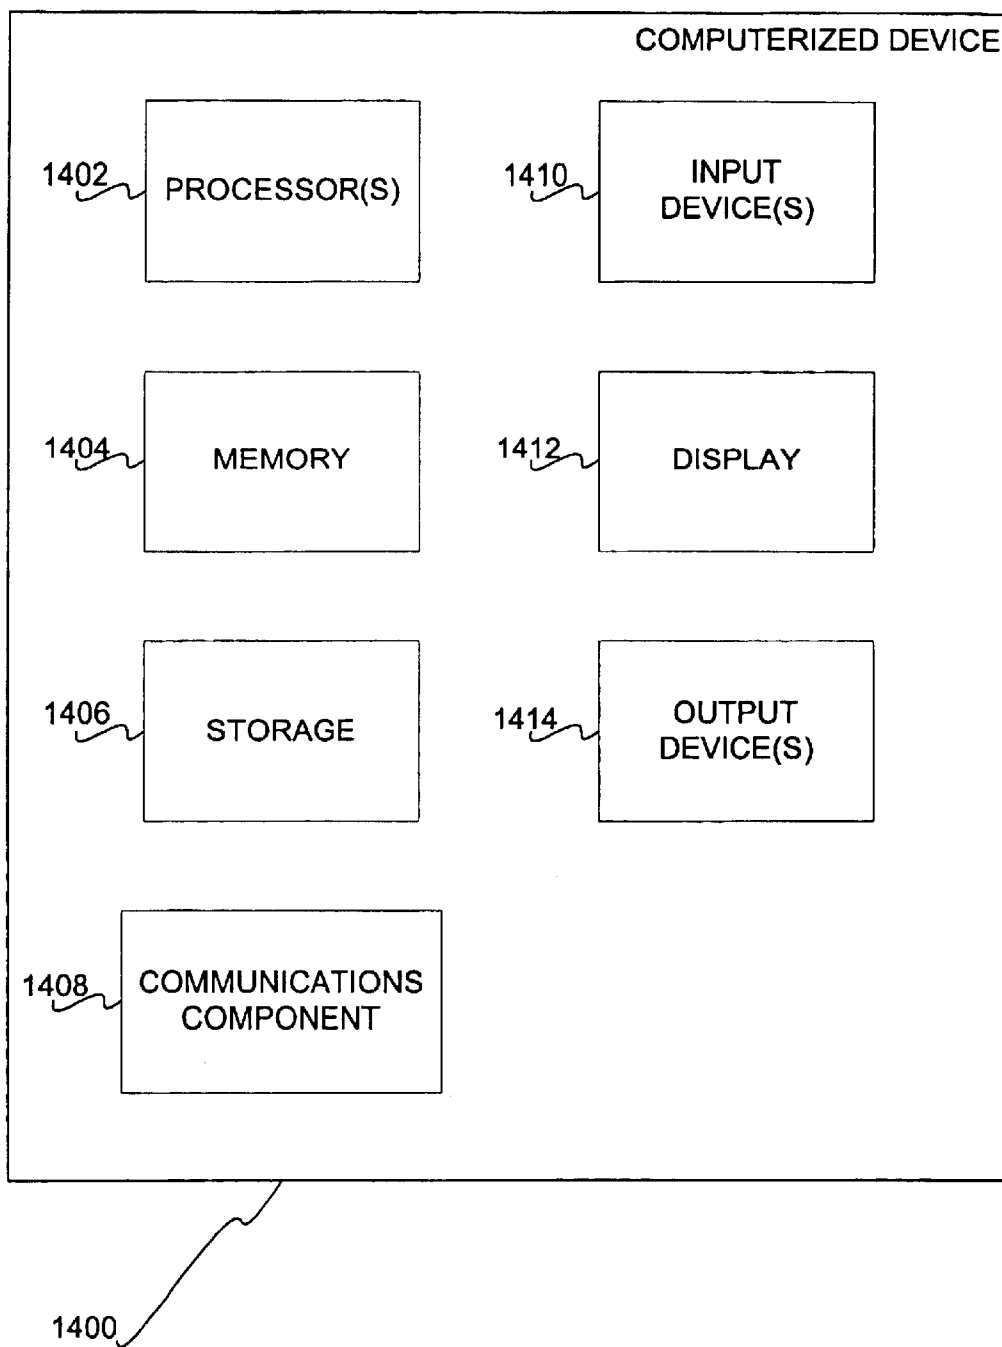 COMPUTERIZED DEVICE
1402
PROCESSOR(S)
1410
INPUT
DEVICE(S)
1404
MEMORY
1412
DISPLAY
1406
STORAGE
1414
OUTPUT
DEVICE(S)
1408
COMMUNICATIONS
COMPONENT
1400